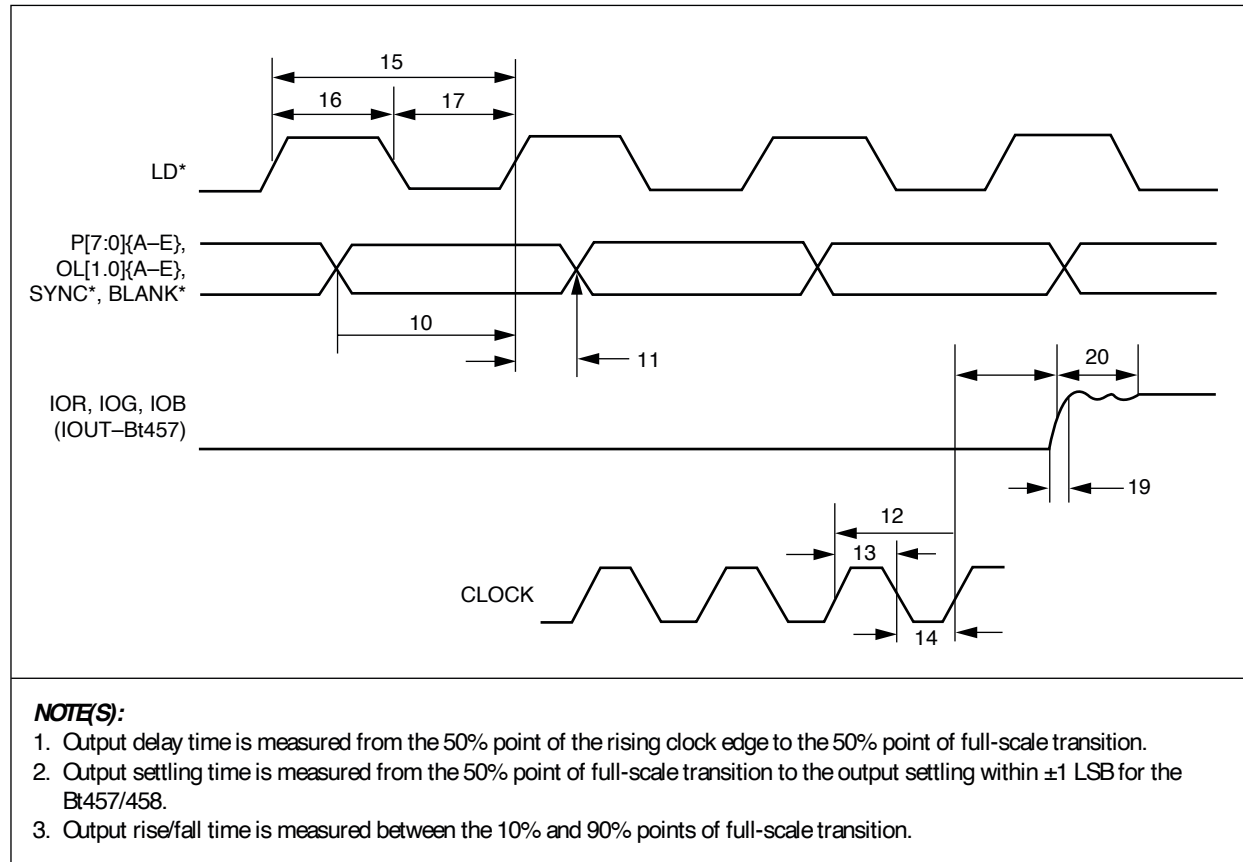 15
16 17
LD*
P[7:0]{A–E},
OL[1.0]{A–E},
SYNC*, BLANK*
10
11
20
IOR, IOG, IOB
(IOUT–Bt457)
19
12
13
CLOCK
14
NOTE(S):
1. Output delay time is measured from the 50% point of the rising clock edge to the 50% point of full-scale transition.
2. Output settling time is measured from the 50% point of full-scale transition to the output settling within ±1 LSB for the
Bt457/458.
3. Output rise/fall time is measured between the 10% and 90% points of full-scale transition.